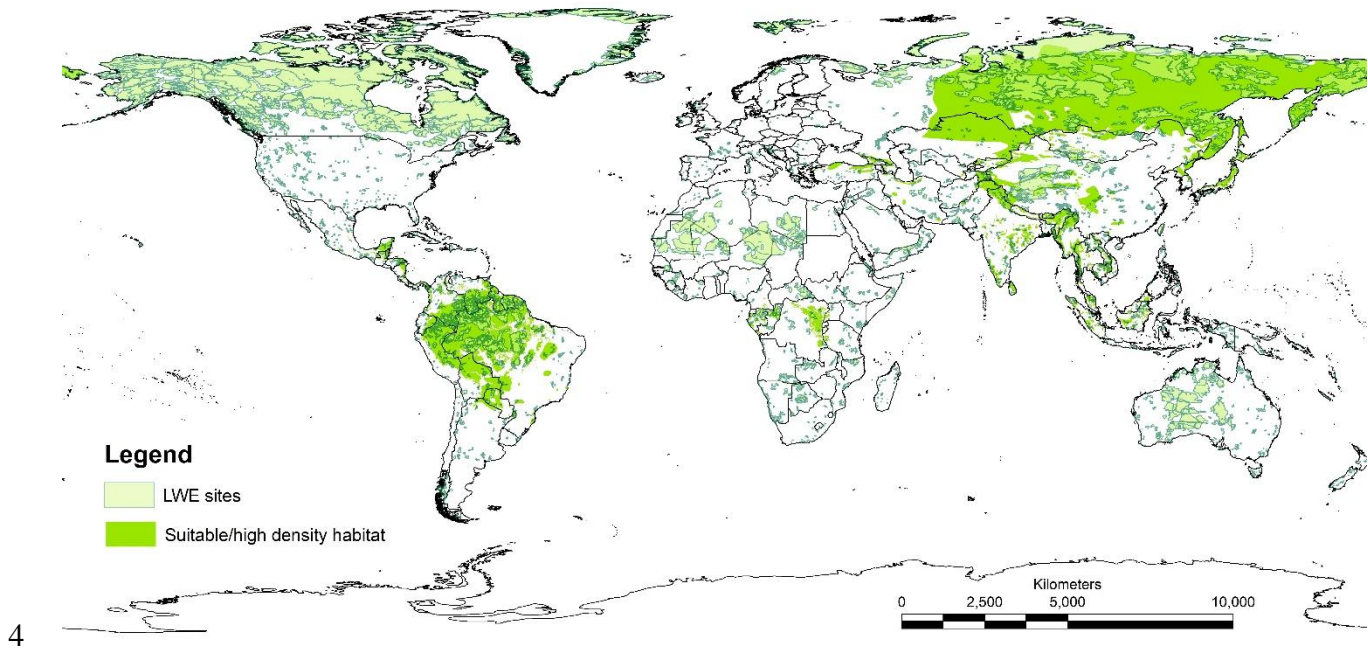 Legend
LWE sites
Suitable/high density habitat
Kilometers
0 2,500 5,000 10,000
4